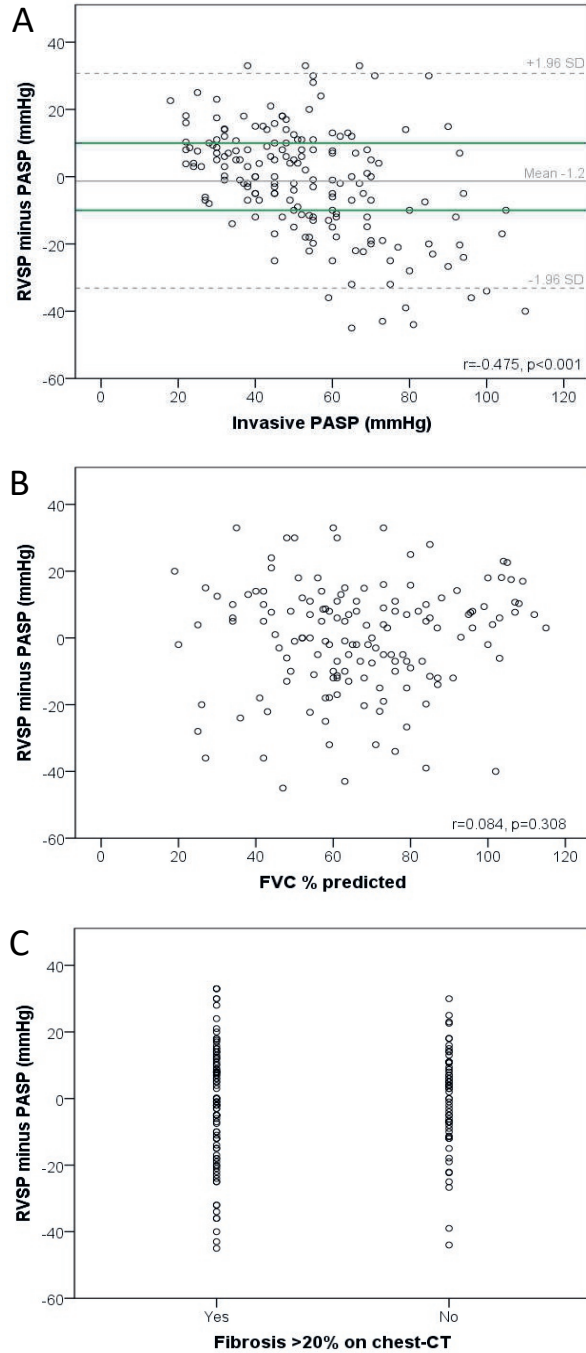 A
RVSP minus PASP (mmHg)
40
20
0
-20
-40
-60
+1.96 SD
Mean -1.2
-1.96 SD
r=-0.475, p<0.001
0 20 40 60 80 100 120
Invasive PASP (mmHg)
B
RVSP minus PASP (mmHg)
40
20
0
-20
-40
-60
r=0.084, p=0.308
0 20 40 60 80 100 120
FVC % predicted
C
RVSP minus PASP (mmHg)
40
20
0
-20
-40
-60
Yes No
Fibrosis >20% on chest-CT